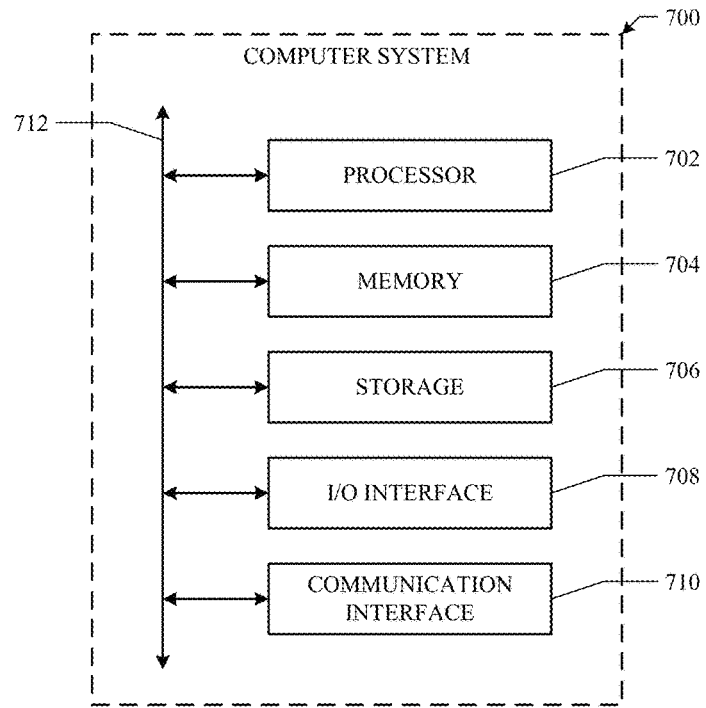 700
COMPUTER SYSTEM
712
PROCESSOR
702
MEMORY
704
STORAGE
706
I/O INTERFACE
708
COMMUNICATION
INTERFACE
710